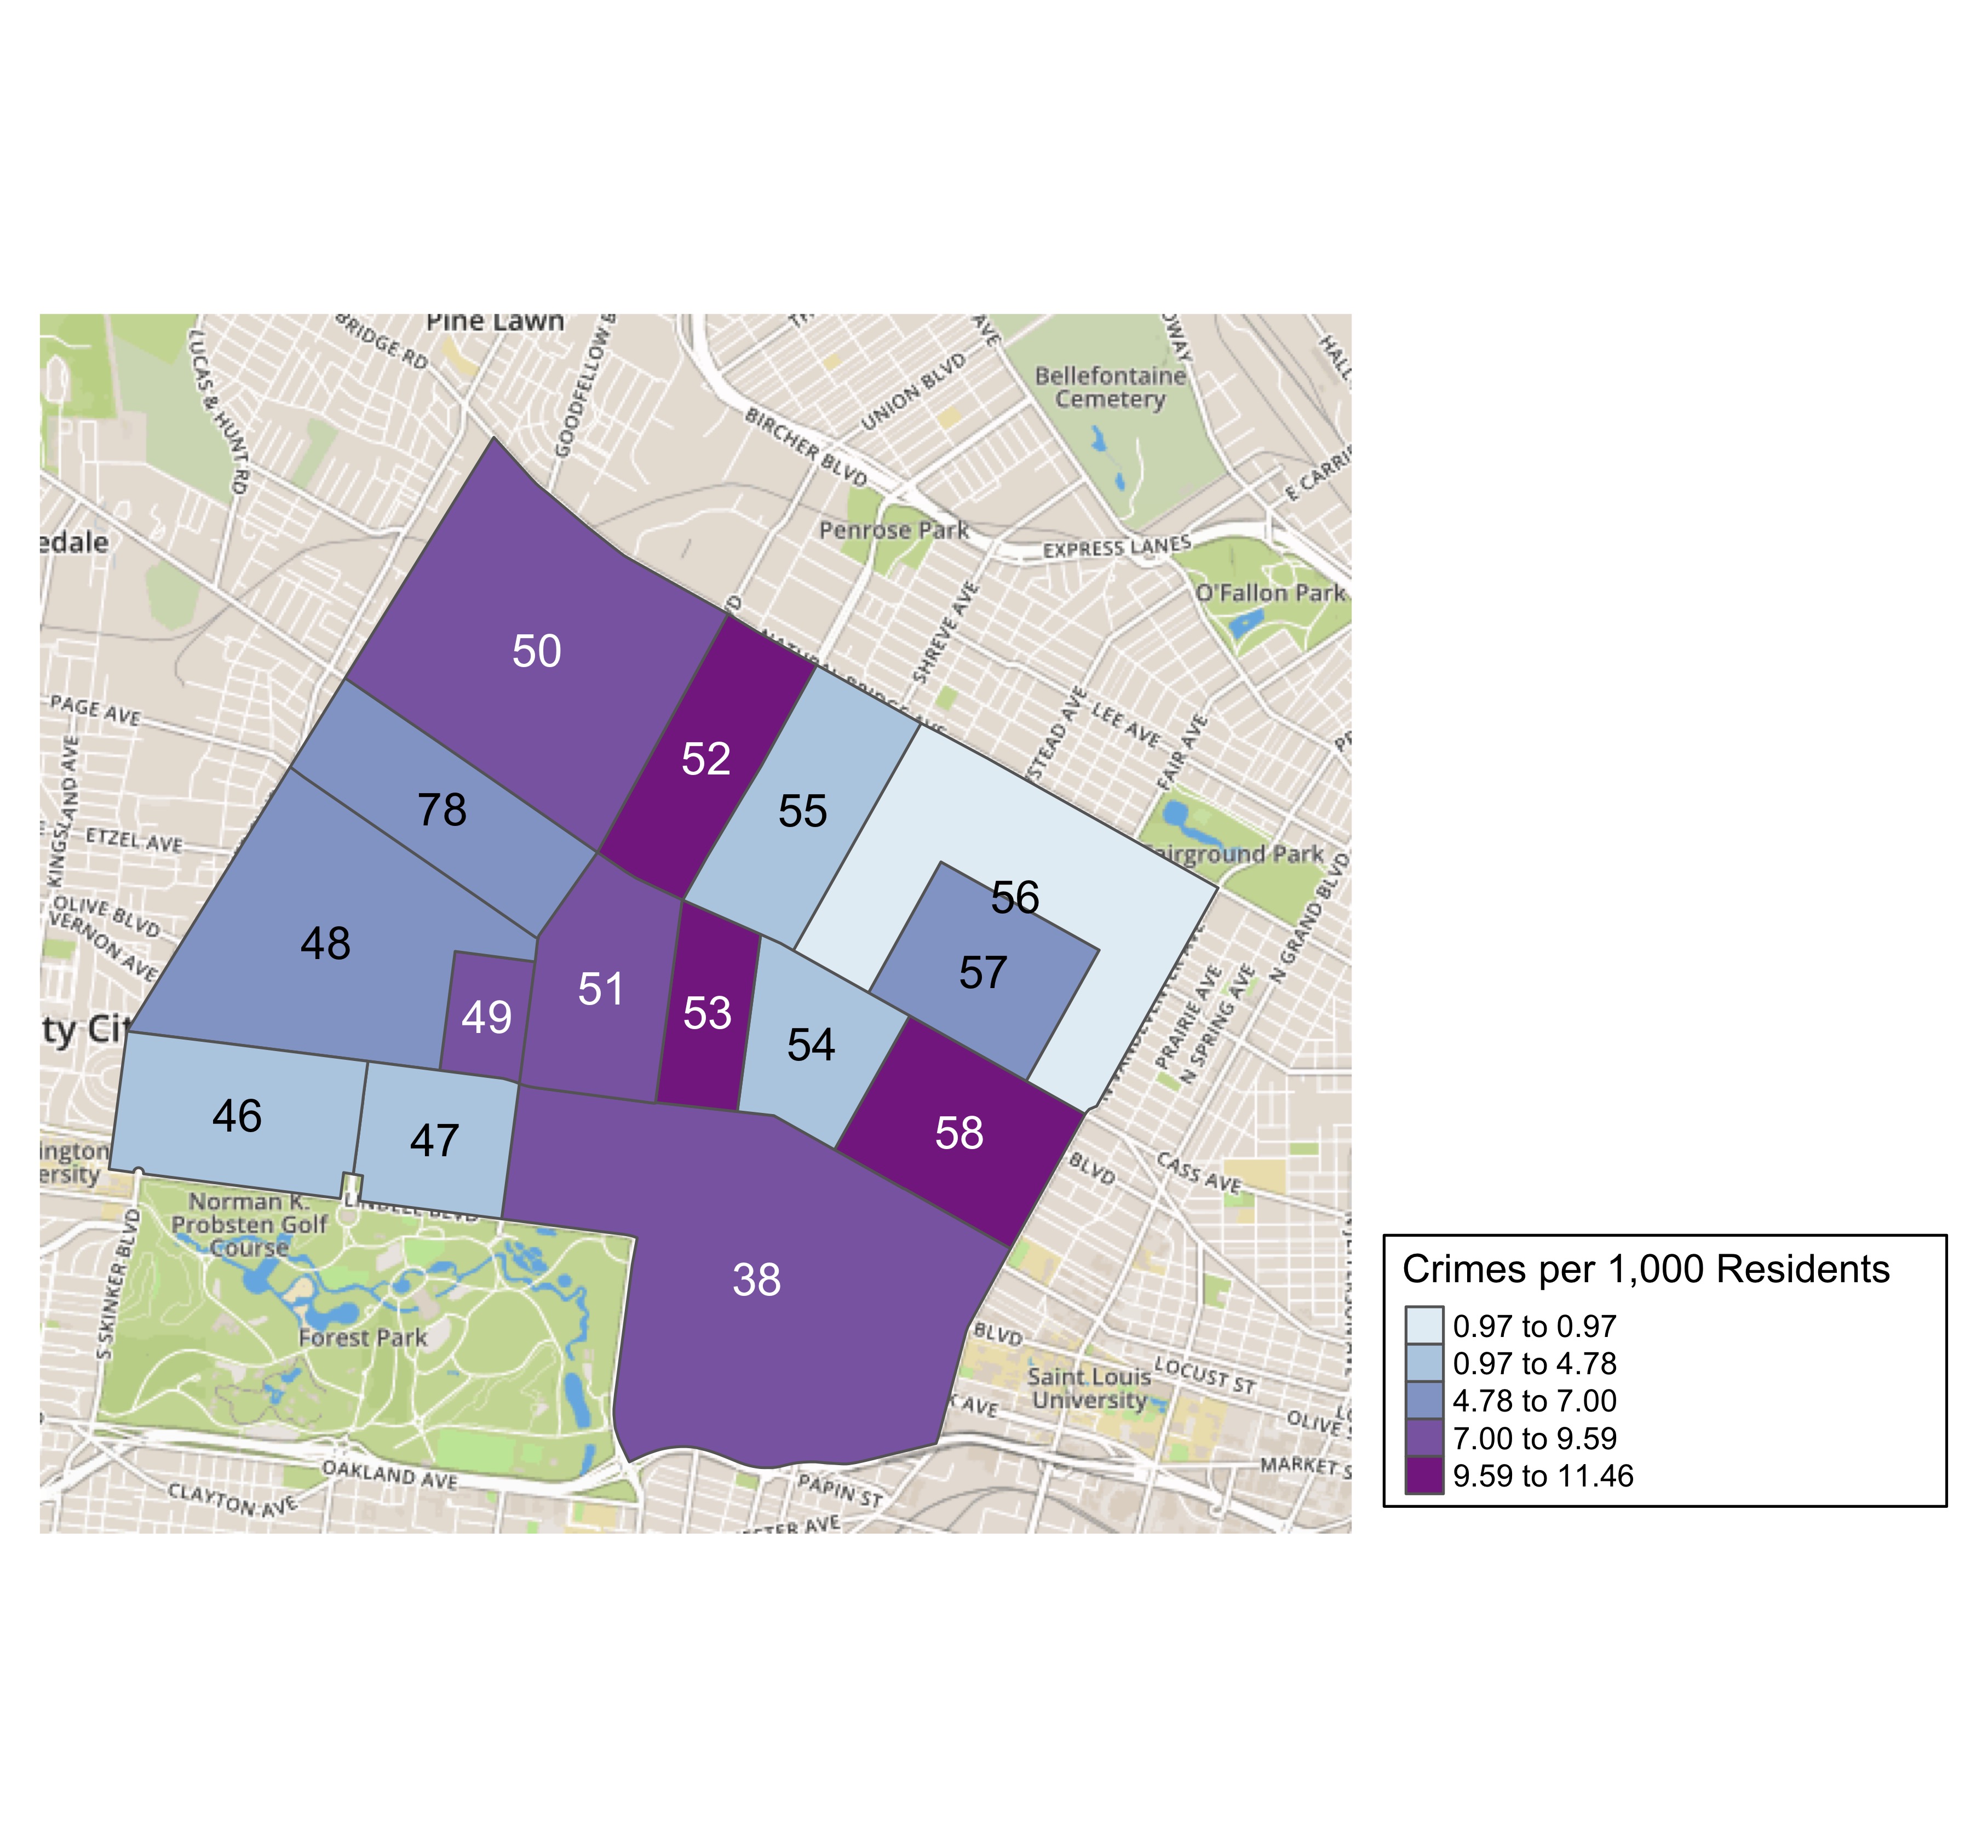 Pine Lawn
BRIDGE RD
LUCAS & HUNT RD
GOODFELLOW B
AVE
Bellefontaine
Cemetery
UNION BLVD
BIRCHER BLVD
E CARRIE
Penrose Park
EXPRESS LANES
O'Fallon Park
edale
SHREVE AVE
50
PAGE AVE
LEE AVE
FAIR AVE
STEAD AVE
52
78
55
KINGSLAND AVE
ETZEL AVE
Fairground Park
56
OLIVE BLVD
VERNON AVE
48
57
N GRAND BLVD
51
49
53
PRAIRIE AVE
N SPRING AVE
ty Cit
54
46
47
58
BLVD
CASS AVE
ington
ersity
Norman K.
Probsten Golf
Course
LINDELL BLVD
S SKINKER BLVD
38
Forest Park
BLVD
LOCUST ST
Saint Louis
University
K AVE
OLIVE
MARKET S
OAKLAND AVE
CLAYTON AVE
PAPIN ST
STER AVE
Crimes per 1,000 Residents
0.97 to 0.97
0.97 to 4.78
4.78 to 7.00
7.00 to 9.59
9.59 to 11.46